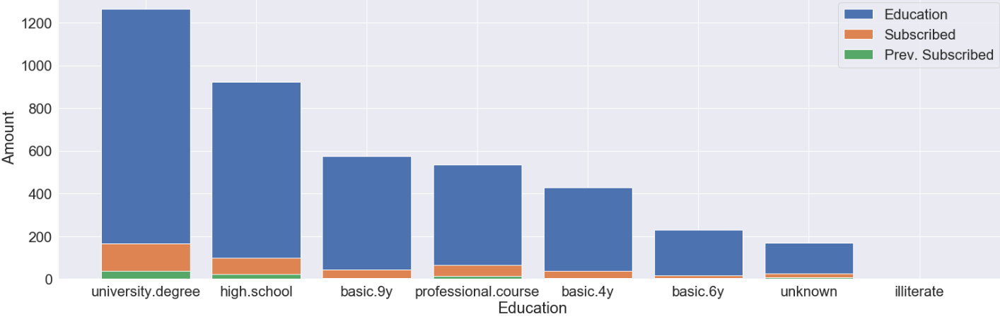 1200
1000
800
600
400
200
0
Amount
Education
Subscribed
Prev. Subscribed
university.degree high.school basic.9y professional.course basic.4y basic.6y unknown illiterate
Education